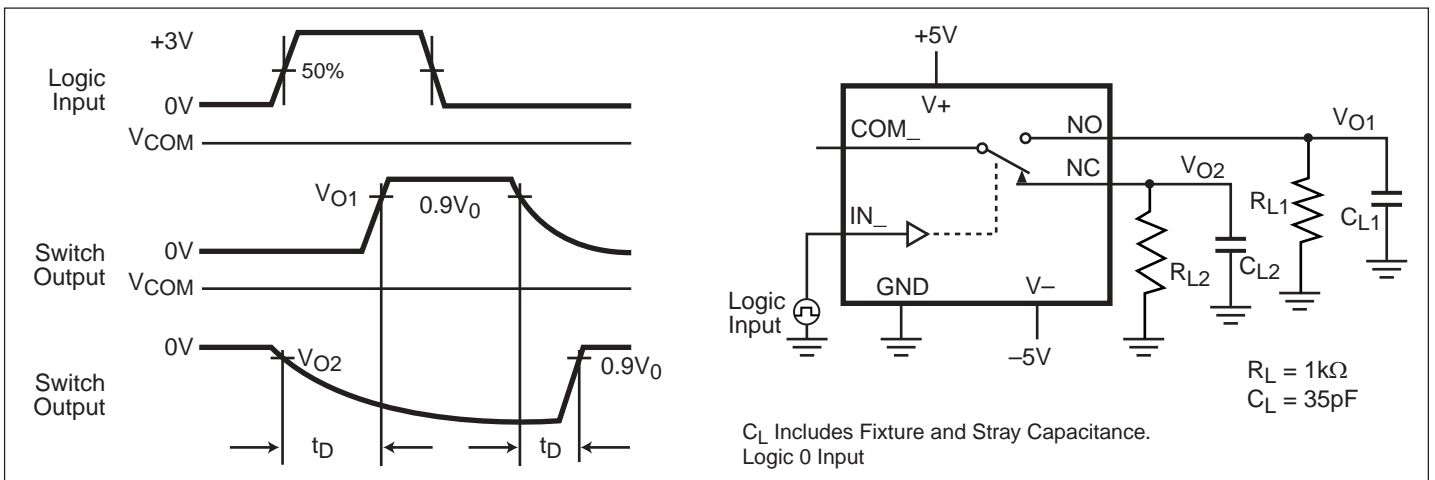 +3V
Logic
Input
50%
0V
VCOM
VO1
0.9V0
0V
Switch
Output
VCOM
0V
VO2
0.9V0
Switch
Output
tD
tD
+5V
V+
COM_
NO
VO1
NC
VO2
RL1
CL1
IN_
RL2
CL2
GND
V–
Logic
Input
–5V
RL = 1kΩ
CL = 35pF
CL Includes Fixture and Stray Capacitance.
Logic 0 Input